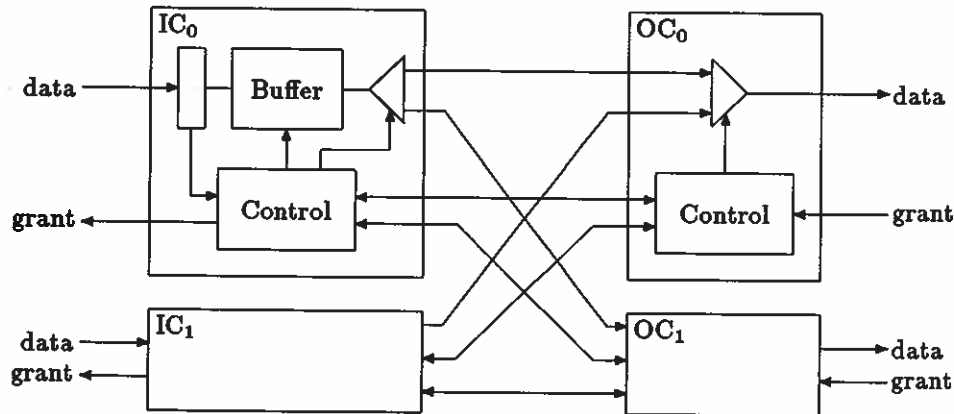 IC₀
OC₀
data
Buffer
data
grant
Control
Control
grant
IC₁
OC₁
data
data
grant
grant